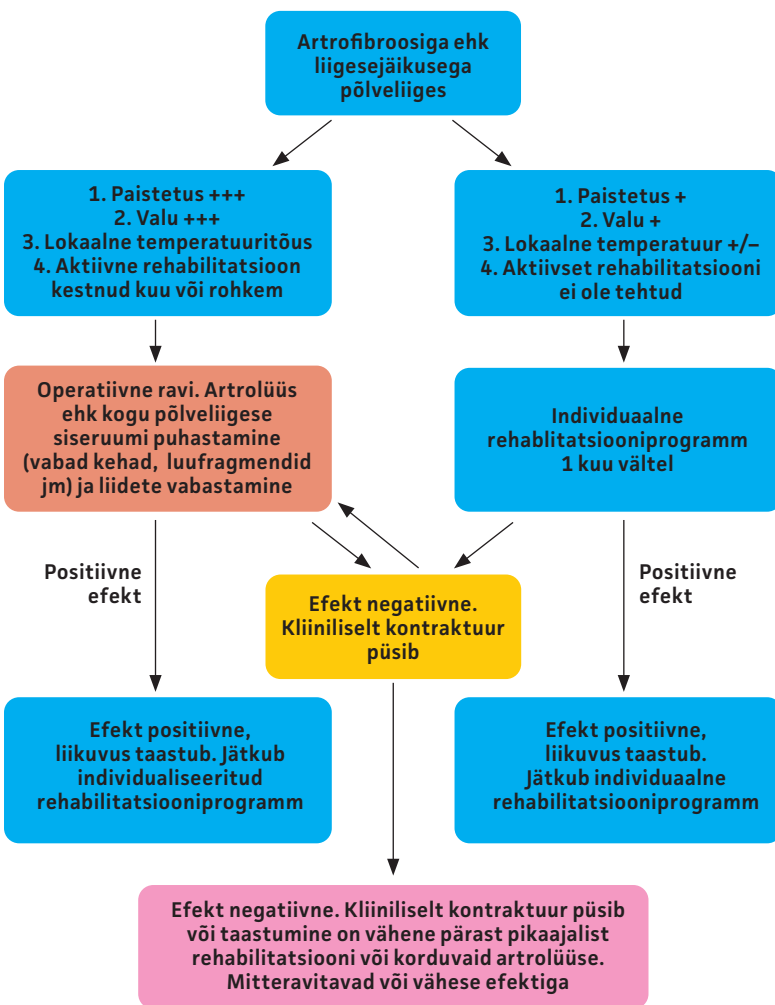 Artrofibroosiga ehk
liigesejäikusega
põlveliiges
1. Paistetus +++
2. Valu +++
3. Lokaalne temperatuuritõus
4. Aktiivne rehabilitatsioon
kestnud kuu või rohkem
1. Paistetus +
2. Valu +
3. Lokaalne temperatuur +/–
4. Aktiivset rehabilitatsiooni
ei ole tehtud
Operatiivne ravi. Artrolüüs
ehk kogu põlveliigese
siseruumi puhastamine
(vabad kehad, luufragmendid
jm) ja liidete vabastamine
Individuaalne
rehablitatsiooniprogramm
1 kuu vältel
Positiivne
efekt
Efekt negatiivne.
Kliiniliselt kontraktuur
püsib
Positiivne
efekt
Efekt positiivne,
liikuvus taastub. Jätkub
individualiseeritud
rehabilitatsiooniprogramm
Efekt positiivne,
liikuvus taastub.
Jätkub individuaalne
rehabilitatsiooniprogramm
Efekt negatiivne. Kliiniliselt kontraktuur püsib
või taastumine on vähene pärast pikaajalist
rehabilitatsiooni või korduvaid artrolüüse.
Mitteravitavad või vähese efektiga